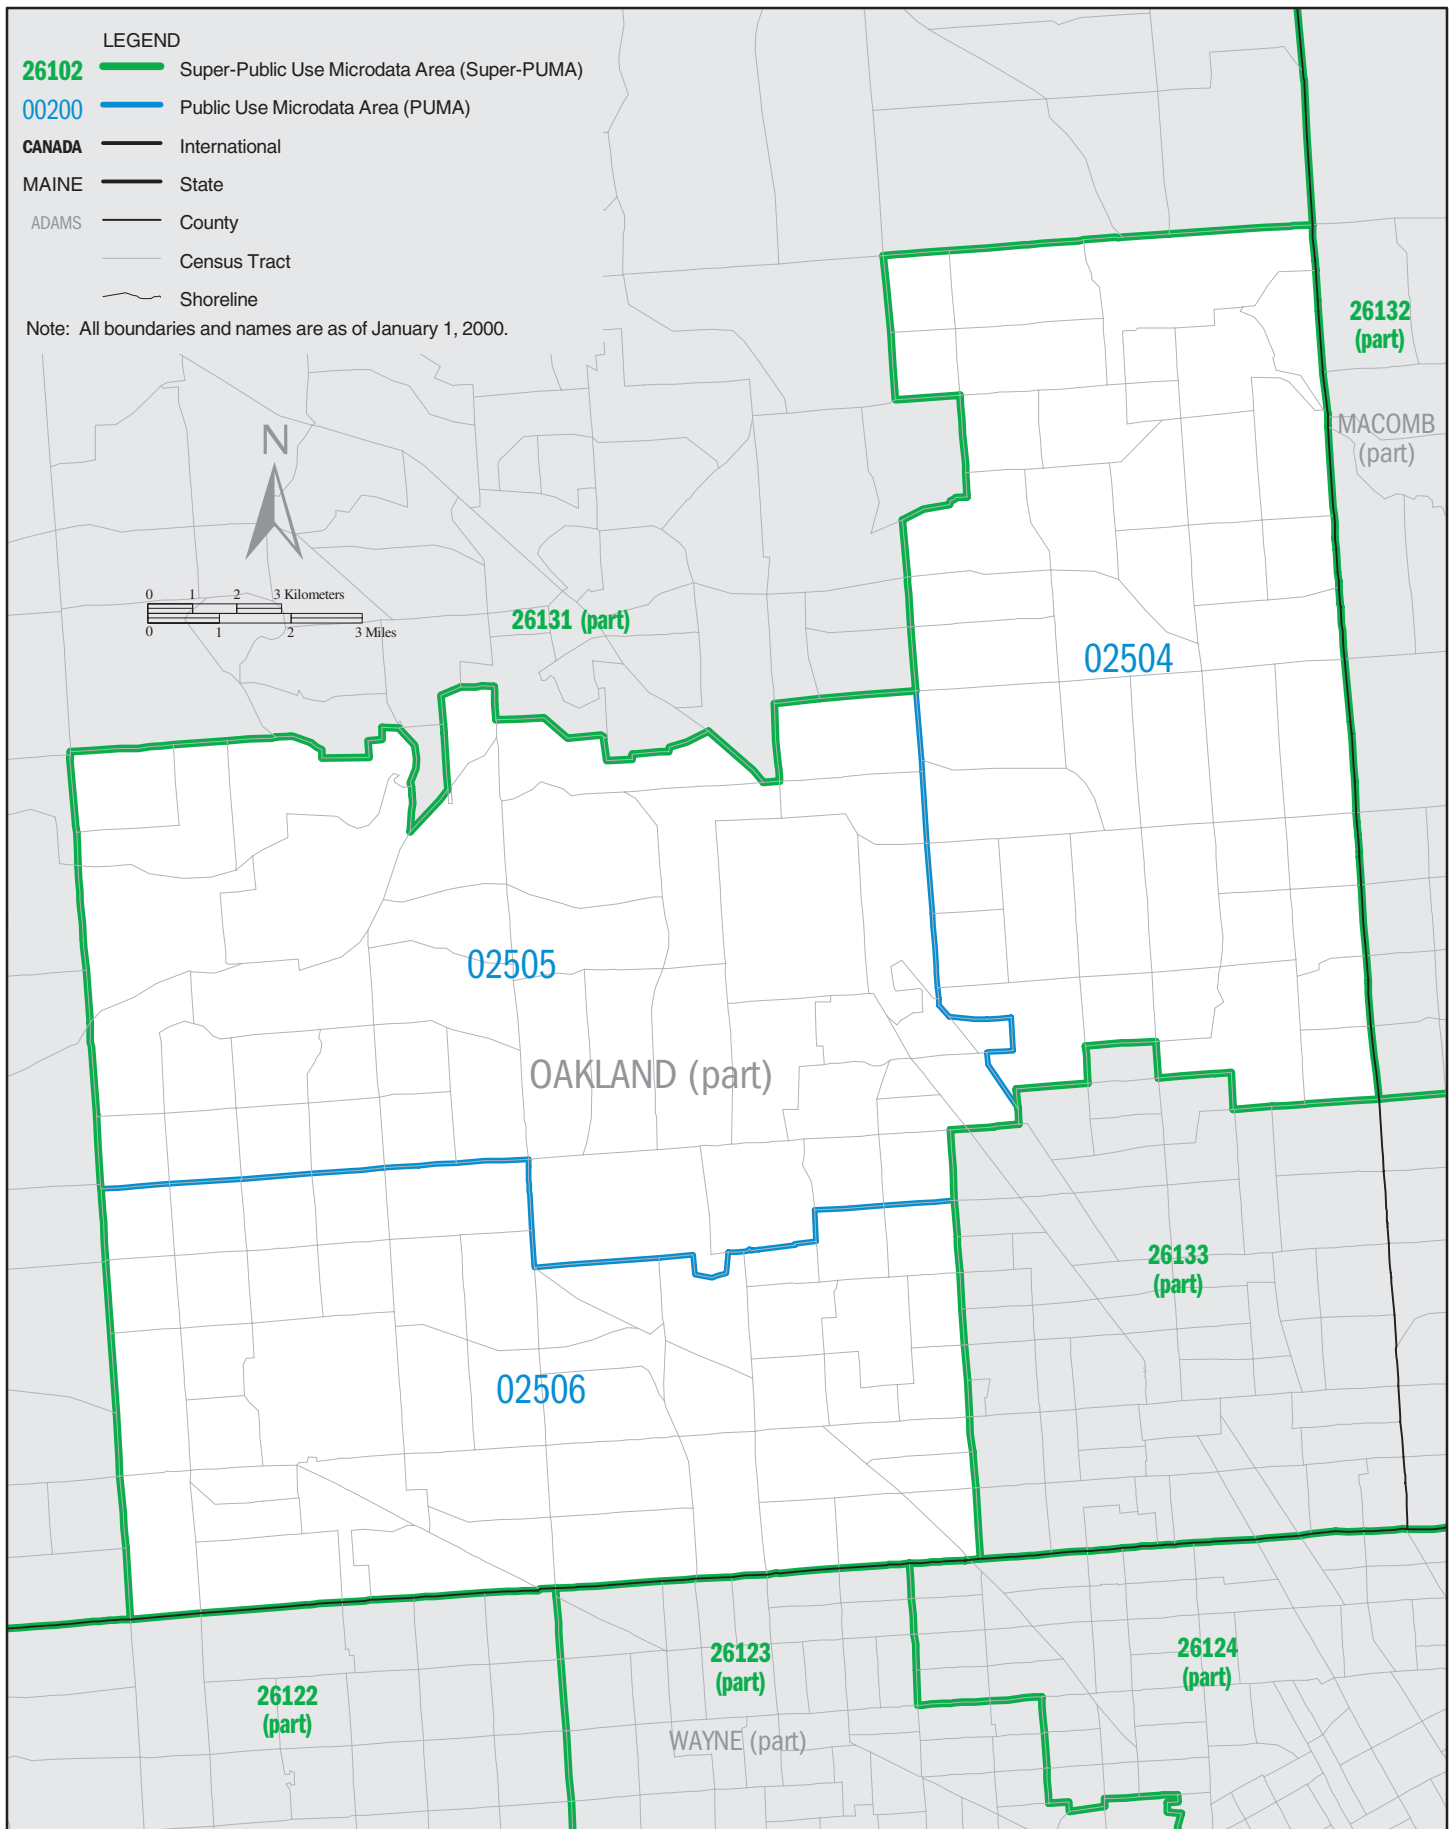 LEGEND
26102 Super-Public Use Microdata Area (Super-PUMA)
00200 Public Use Microdata Area (PUMA)
CANADA International
MAINE State
ADAMS County
Census Tract
Shoreline
Note: All boundaries and names are as of January 1, 2000.
26132
(part)
MACOMB
(part)
N
0 1 2 3 Kilometers
0 1 2 3 Miles
26131 (part)
02504
02505
OAKLAND (part)
26133
(part)
02506
26124
(part)
26123
(part)
26122
(part)
WAYNE (part)